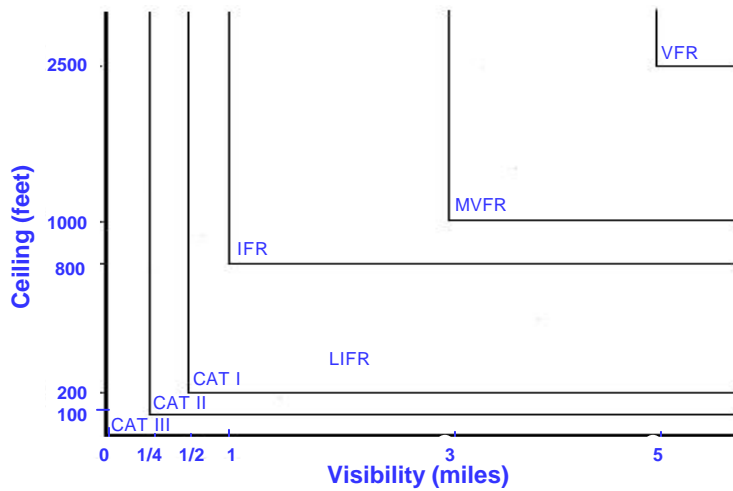 VFR
2500
MVFR
1000
IFR
800
Ceiling (feet)
LIFR
CAT I
200
CAT II
100
CAT III
0 1/4 1/2 1 3 5
Visibility (miles)